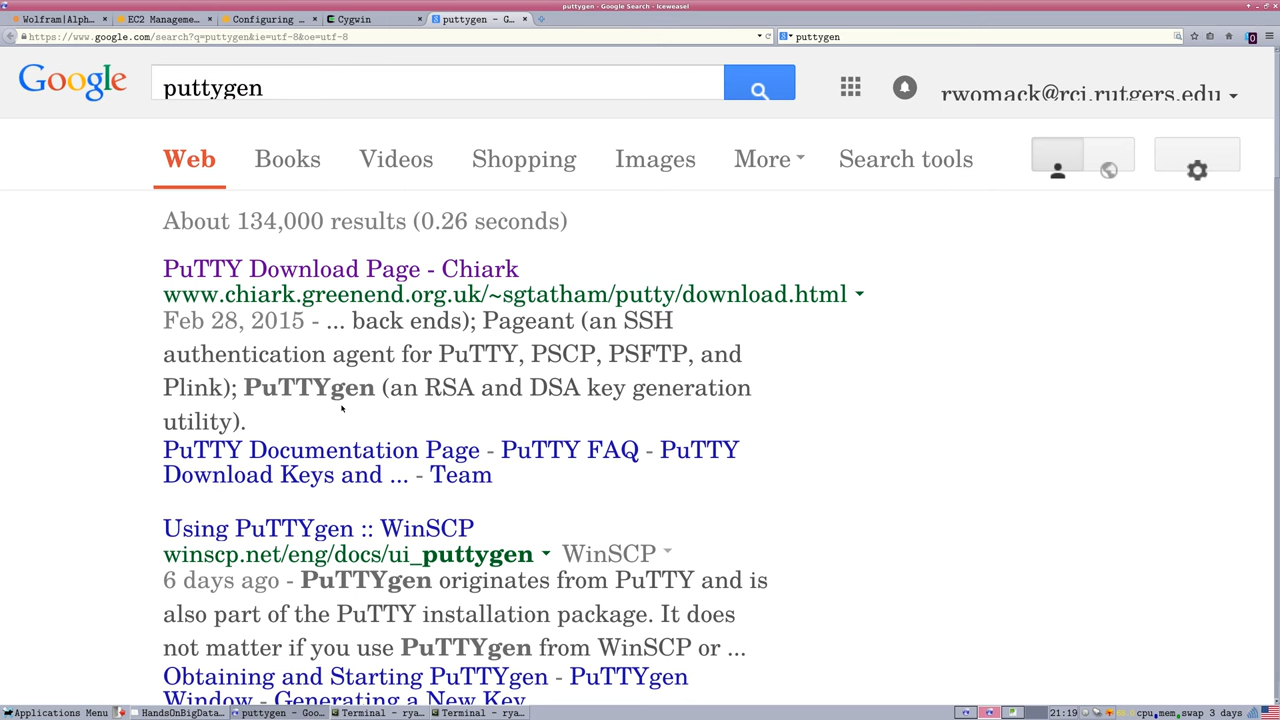 puttygen - Google Search - Iceweasel
Wolfram|Alph... EC2 Manageme... Configuring ... Cygwin puttygen - G...
https://www.google.com/search?q=puttygen&ie=utf-8&oe=utf-8 puttygen
Google puttygen rwomack@rci.rutgers.edu
Web Books Videos Shopping Images More Search tools
About 134,000 results (0.26 seconds)
PuTTY Download Page - Chiark
www.chiark.greenend.org.uk/~sgtatham/putty/download.html
Feb 28, 2015 - ... back ends); Pageant (an SSH
authentication agent for PuTTY, PSCP, PSFTP, and
Plink); PuTTYgen (an RSA and DSA key generation
utility).
PuTTY Documentation Page - PuTTY FAQ - PuTTY
Download Keys and ... - Team
Using PuTTYgen :: WinSCP
winscp.net/eng/docs/ui_puttygen WinSCP
6 days ago - PuTTYgen originates from PuTTY and is
also part of the PuTTY installation package. It does
not matter if you use PuTTYgen from WinSCP or ...
Obtaining and Starting PuTTYgen - PuTTYgen
Window - Generating a New Key
Applications Menu HandsOnBigData... puttygen - Goo... Terminal - rya... Terminal - rya... 21:19 cpu mem swap 3 days